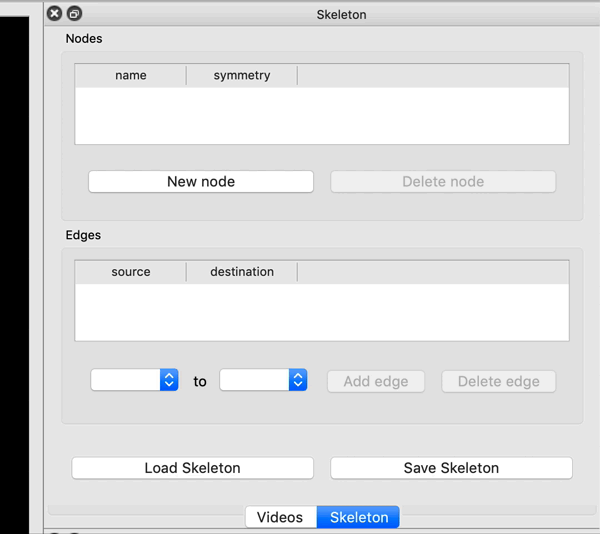 Skeleton
Nodes
name symmetry
New node Delete node
Edges
source destination
to Add edge Delete edge
Load Skeleton Save Skeleton
Videos Skeleton